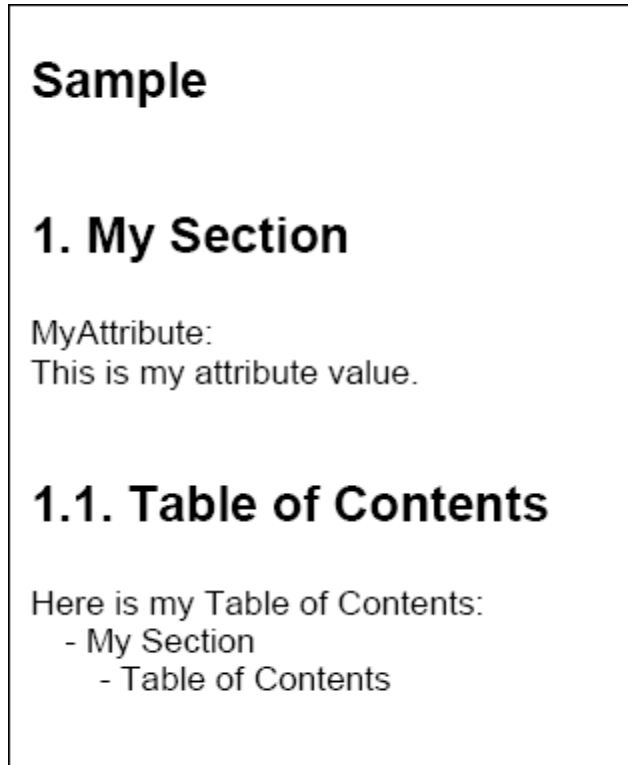 Sample
1. My Section
MyAttribute:
This is my attribute value.
1.1. Table of Contents
Here is my Table of Contents:
- My Section
- Table of Contents